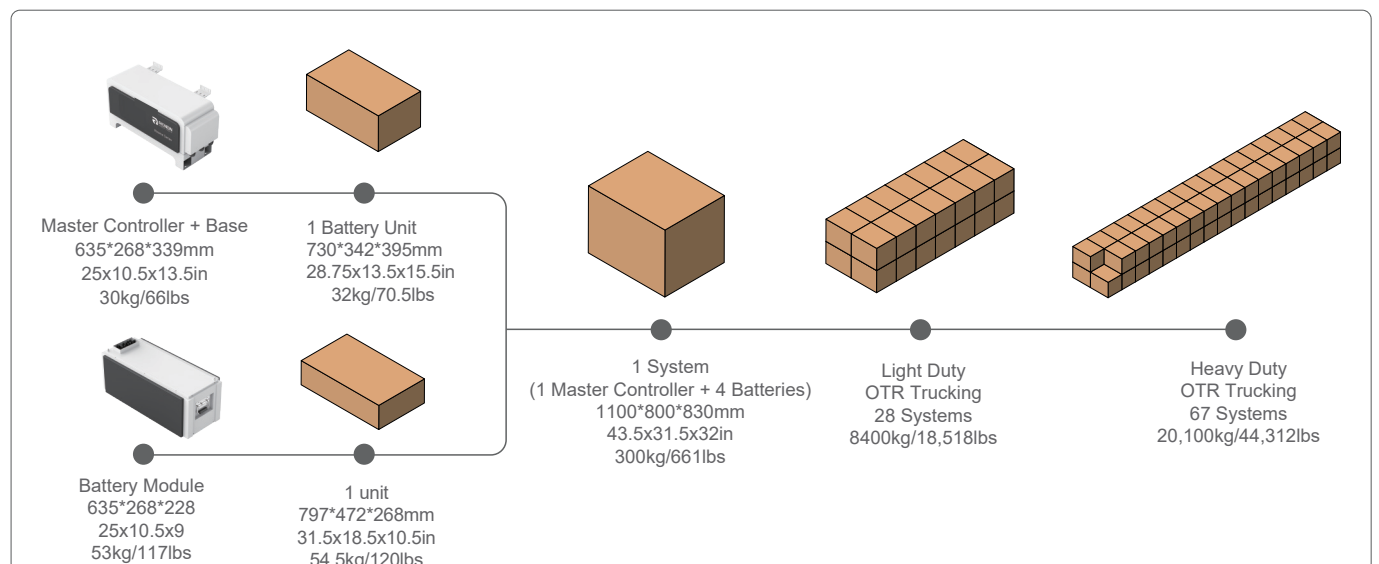 Master Controller + Base
635*268*339mm
25x10.5x13.5in
30kg/66lbs
1 Battery Unit
730*342*395mm
28.75x13.5x15.5in
32kg/70.5lbs
Battery Module
635*268*228
25x10.5x9
53kg/117lbs
1 unit
797*472*268mm
31.5x18.5x10.5in
54.5kg/120lbs
1 System
(1 Master Controller + 4 Batteries)
1100*800*830mm
43.5x31.5x32in
300kg/661lbs
Light Duty
OTR Trucking
28 Systems
8400kg/18,518lbs
Heavy Duty
OTR Trucking
67 Systems
20,100kg/44,312lbs